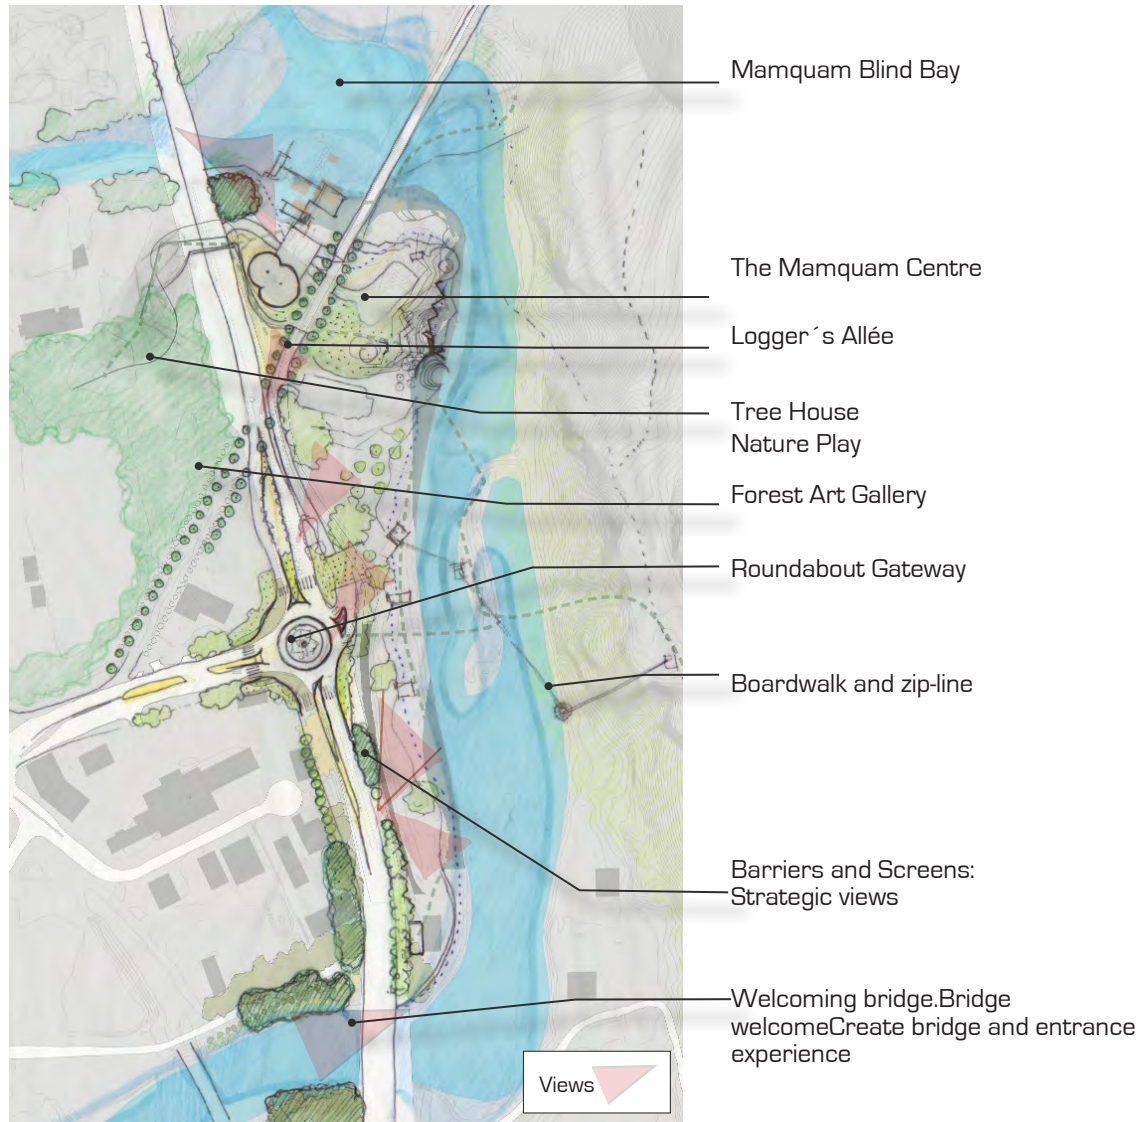 Mamquam Blind Bay
The Mamquam Centre
Logger´s Allée
Tree House
Nature Play
Forest Art Gallery
Roundabout Gateway
Boardwalk and zip-line
Barriers and Screens:
Strategic views
Welcoming bridge.Bridge
welcomeCreate bridge and entrance
experience
Views